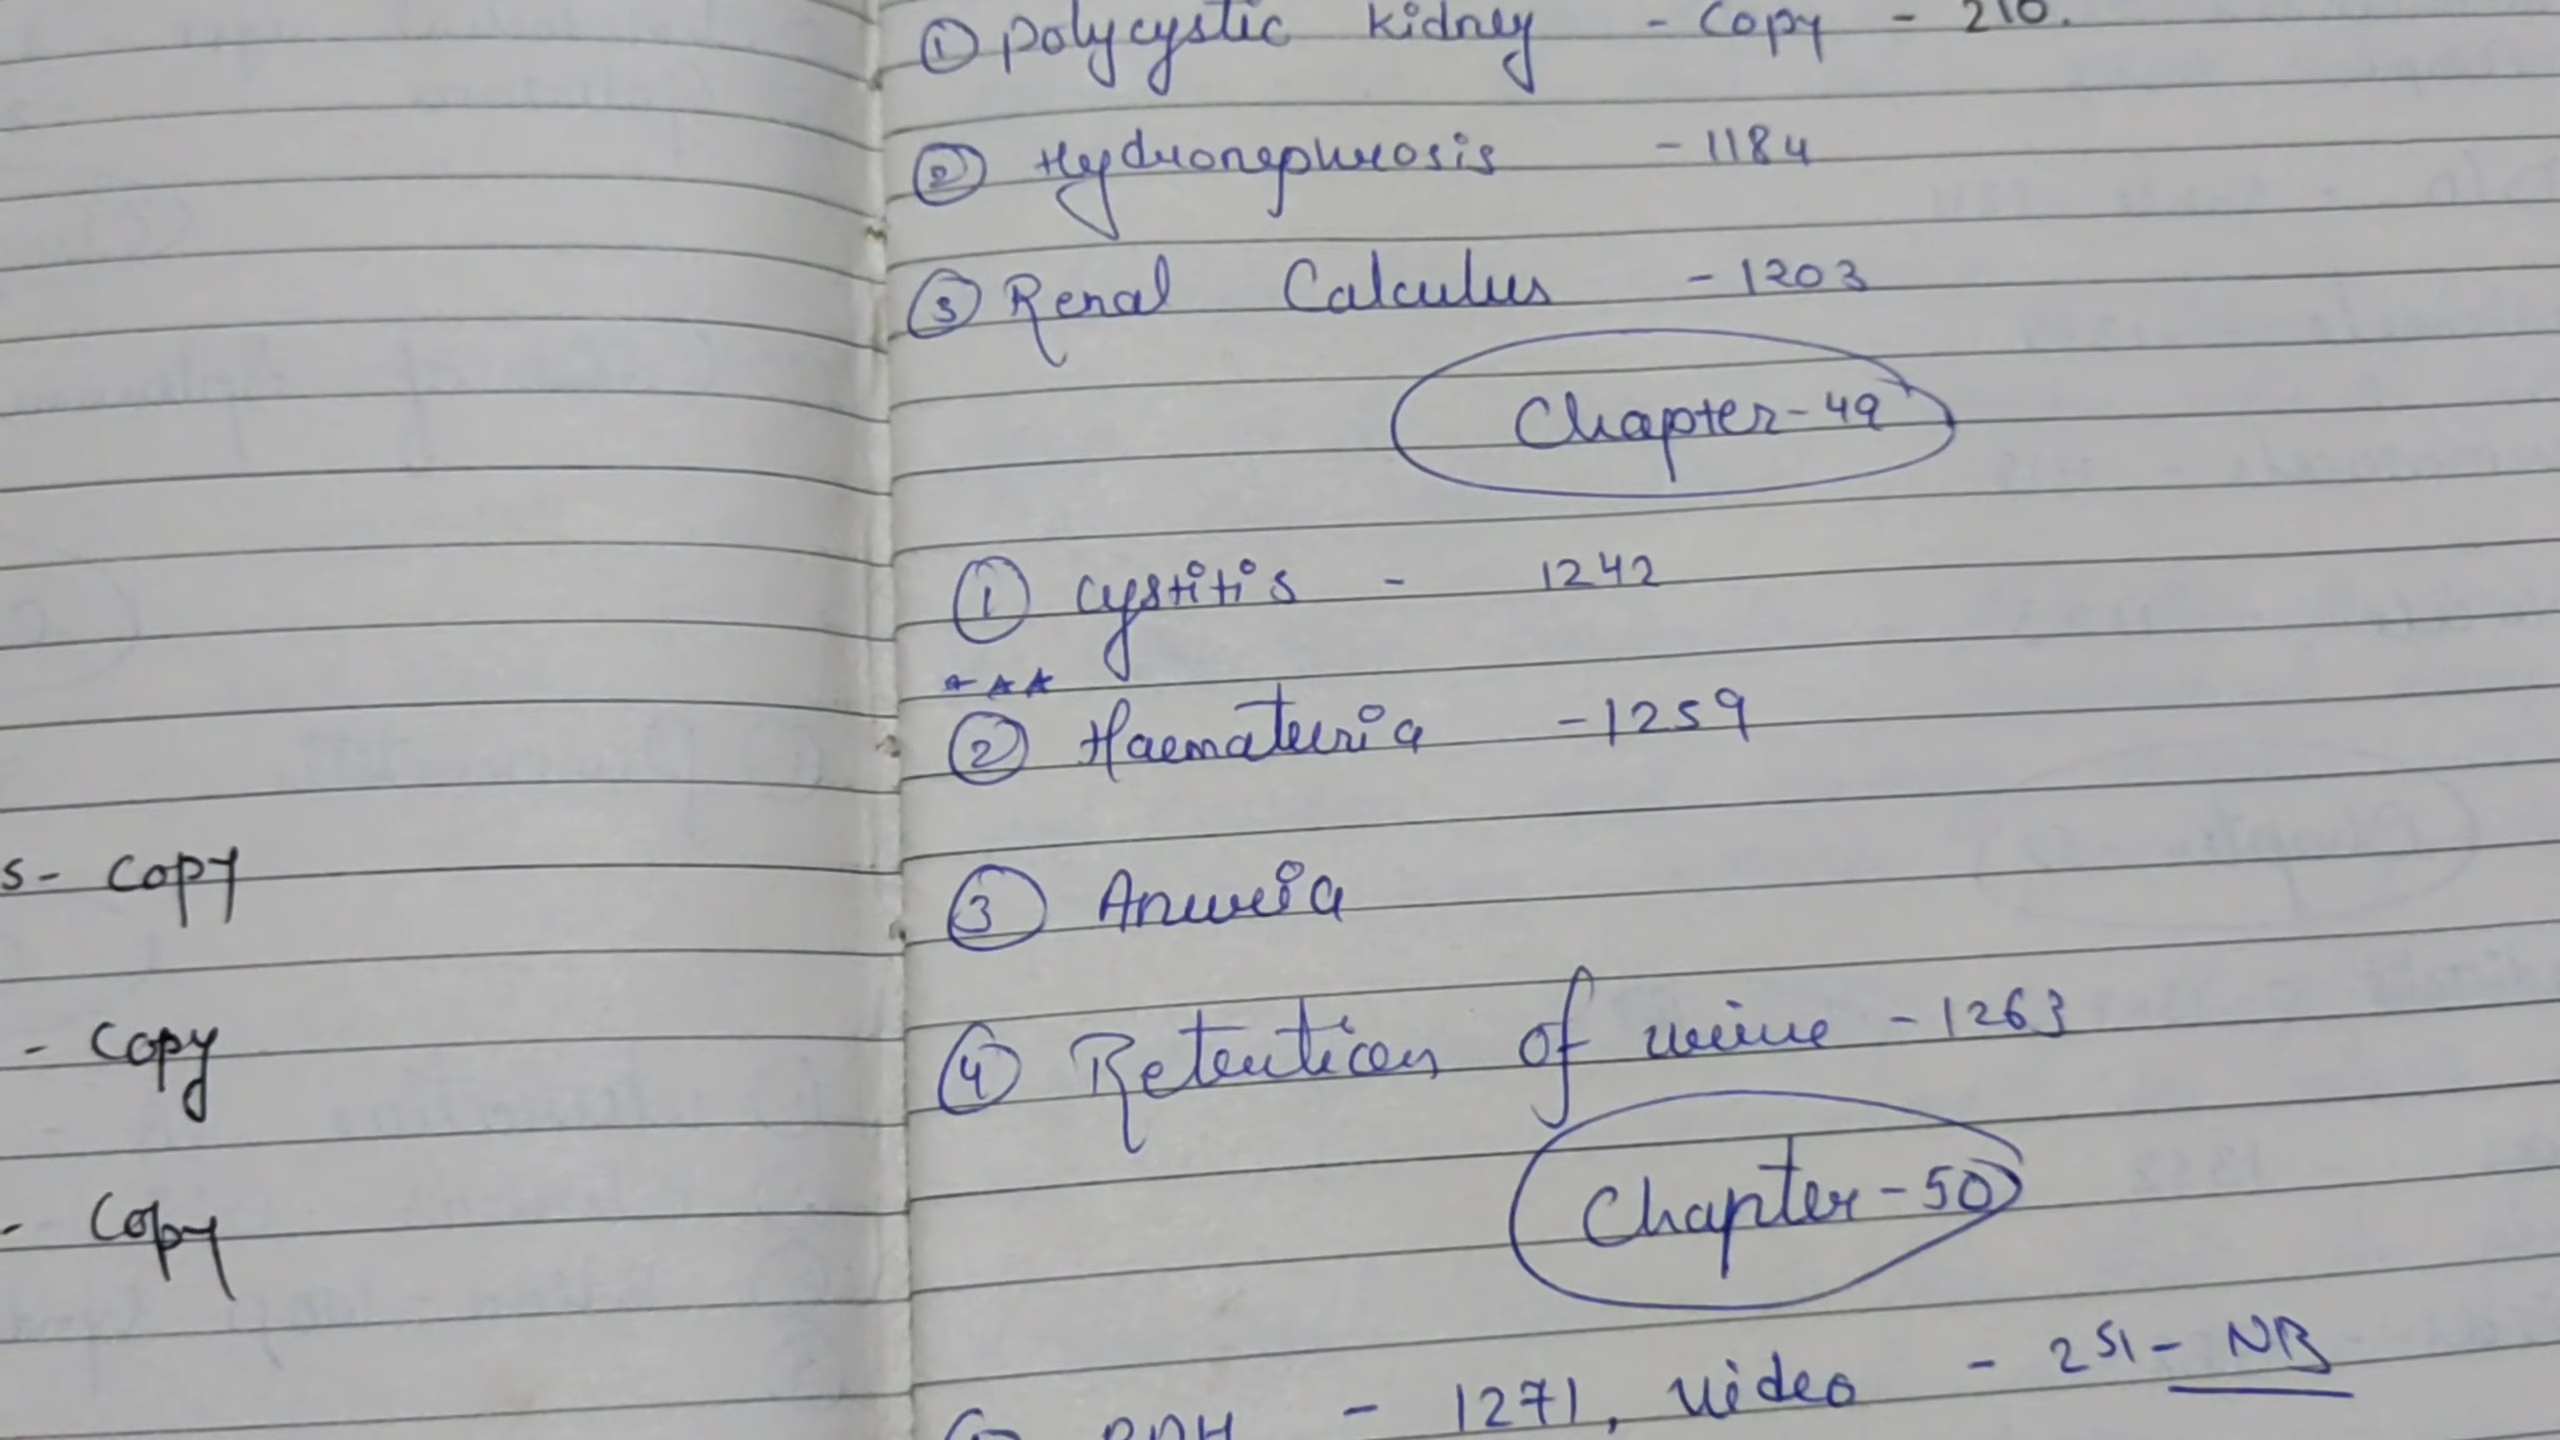 s- Copy
- Copy
- Copy
① Polycystic kidney - Copy - 210.
② Hydronephrosis - 1184
③ Renal Calculus - 1203
Chapter-49
① Cystitis - 1242
★★★
② Haematuria - 1259
③ Anuria
④ Retention of urine - 1263
Chapter-50
- 1271, video - 251 - NB